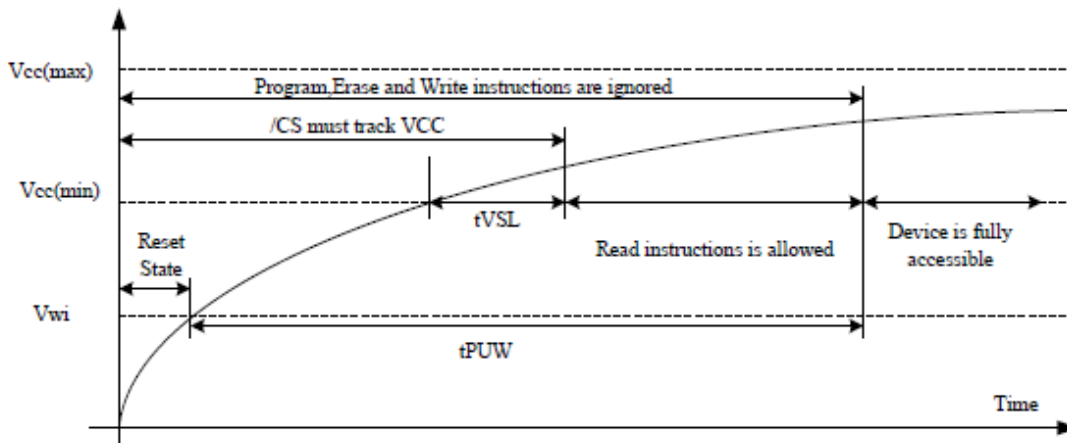 Vcc(max)
Program,Erase and Write instructions are ignored
/CS must track VCC
Vcc(min)
tVSL
Reset
State
Read instructions is allowed
Device is fully
accessible
Vwi
tPUW
Time